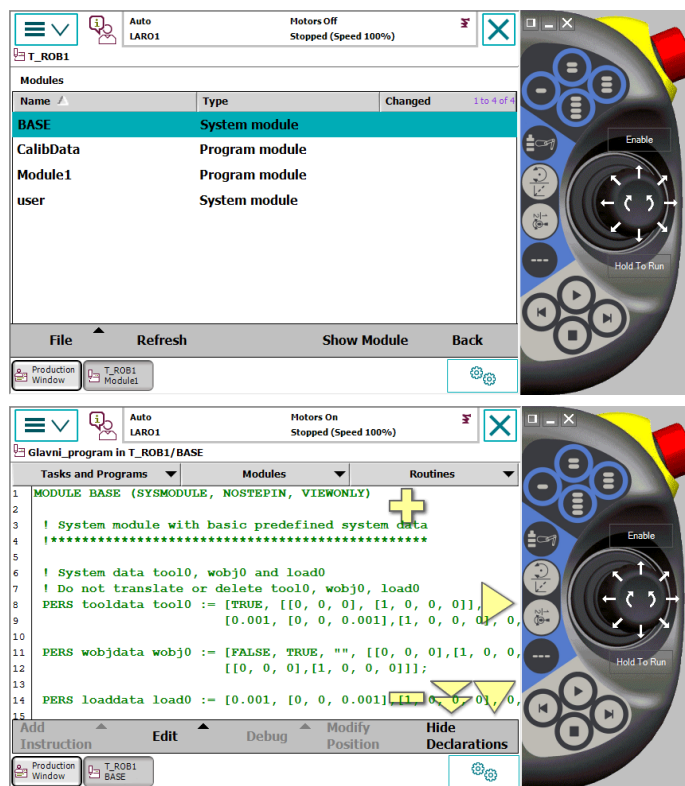 Auto
LARO1
Motors Off
Stopped (Speed 100%)
T_ROB1
Modules
Name Type Changed 1 to 4 of 4
BASE System module
CalibData Program module
Module1 Program module
user System module
File Refresh Show Module Back
Production Window
T_ROB1 Module1
Enable
Hold To Run
Auto
LARO1
Motors On
Stopped (Speed 100%)
Glavni_program in T_ROB1/BASE
Tasks and Programs Modules Routines
1 MODULE BASE (SYSMODULE, NOSTEPIN, VIEWONLY)
2
3 ! System module with basic predefined system data
4 !************************************************
5
6 ! System data tool0, wobj0 and load0
7 ! Do not translate or delete tool0, wobj0, load0
8 PERS tooldata tool0 := [TRUE, [[0, 0, 0], [1, 0, 0, 0]],
9 [0.001, [0, 0, 0.001],[1, 0, 0, 0], 0,
10
11 PERS wobjdata wobj0 := [FALSE, TRUE, "", [[0, 0, 0],[1, 0, 0,
12 [[0, 0, 0],[1, 0, 0, 0]]];
13
14 PERS loaddata load0 := [0.001, [0, 0, 0.001],[1, 0, 0, 0], 0,
15
Add Instruction Edit Debug Modify Position Hide Declarations
Production Window
T_ROB1 BASE
Enable
Hold To Run